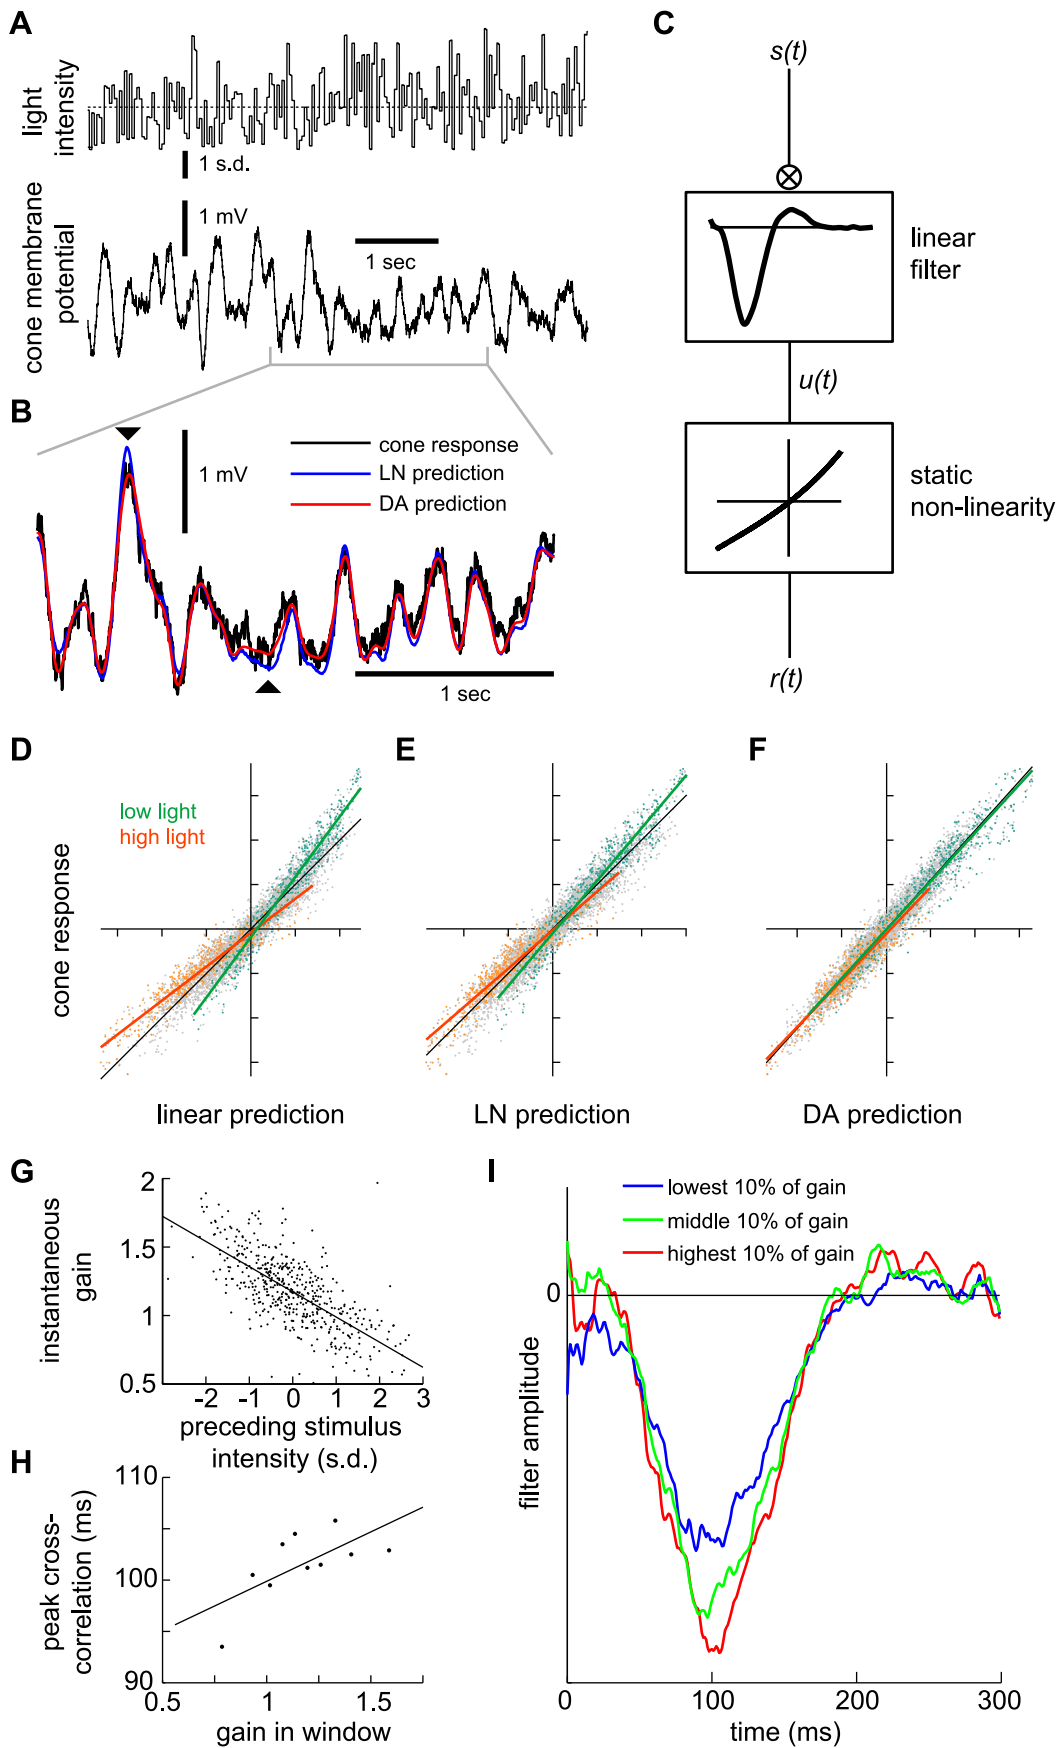 A
light
intensity
1 s.d.
cone membrane
potential
1 mV
1 sec
B
1 mV
cone response
LN prediction
DA prediction
1 sec
C
s(t)
linear
filter
u(t)
static
non-linearity
r(t)
D
low light
high light
cone response
linear prediction
E
LN prediction
F
DA prediction
G
instantaneous
gain
2
1.5
1
0.5
-2 -1 0 1 2 3
preceding stimulus
intensity (s.d.)
H
peak cross-
correlation (ms)
110
100
90
0.5 1 1.5
gain in window
I
lowest 10% of gain
middle 10% of gain
highest 10% of gain
0
filter amplitude
0 100 200 300
time (ms)